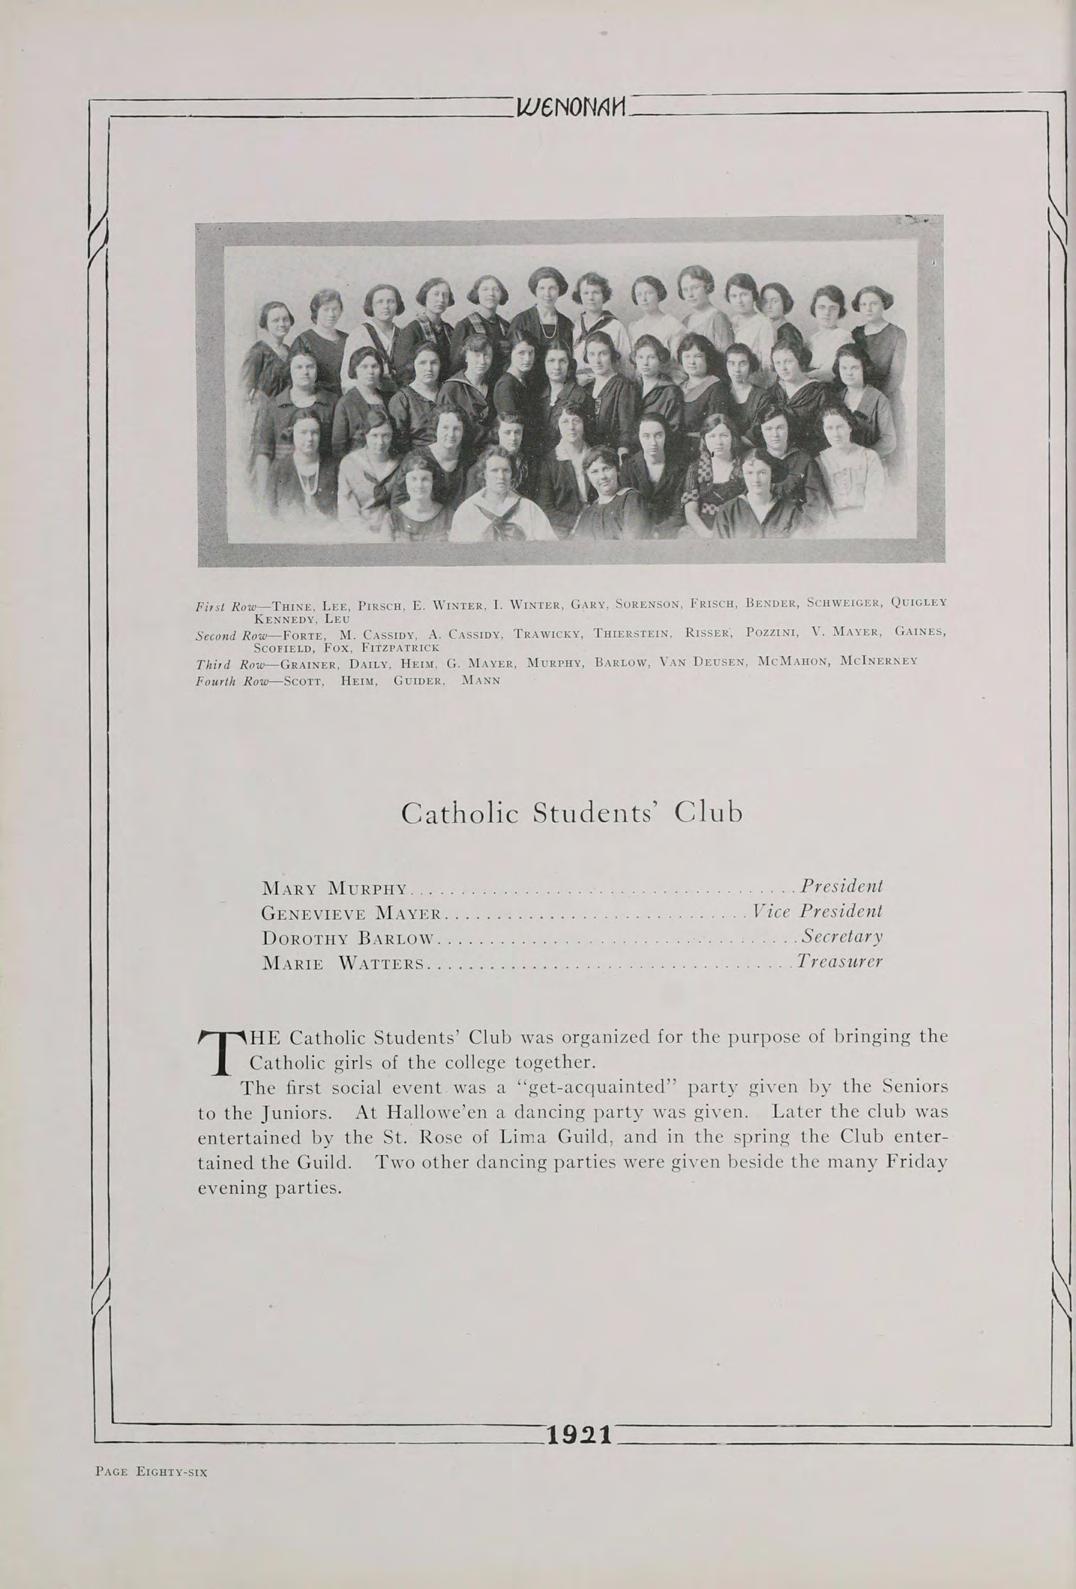 WENONAH
First Row—Thine, Lee, Pirsch, E. Winter, I. Winter, Gary, Sorenson, Frisch, Bender, Schweiger, Quigley
Kennedy, Leu
Second Row—Forte, M. Cassidy, A. Cassidy, Trawicky, Thierstein, Risser, Pozzini, V. Mayer, Gaines,
Scofield, Fox, Fitzpatrick
Third Row—Grainer, Daily, Heim, G. Mayer, Murphy, Barlow, Van Deusen, McMahon, McInerney
Fourth Row—Scott, Heim, Guider, Mann
Catholic Students' Club
Mary Murphy.....................................President
Genevieve Mayer.............................Vice President
Dorothy Barlow..................................Secretary
Marie Watters...................................Treasurer
THE Catholic Students' Club was organized for the purpose of bringing the
Catholic girls of the college together.
The first social event was a "get-acquainted" party given by the Seniors
to the Juniors. At Hallowe'en a dancing party was given. Later the club was
entertained by the St. Rose of Lima Guild, and in the spring the Club enter-
tained the Guild. Two other dancing parties were given beside the many Friday
evening parties.
1921
Page Eighty-six